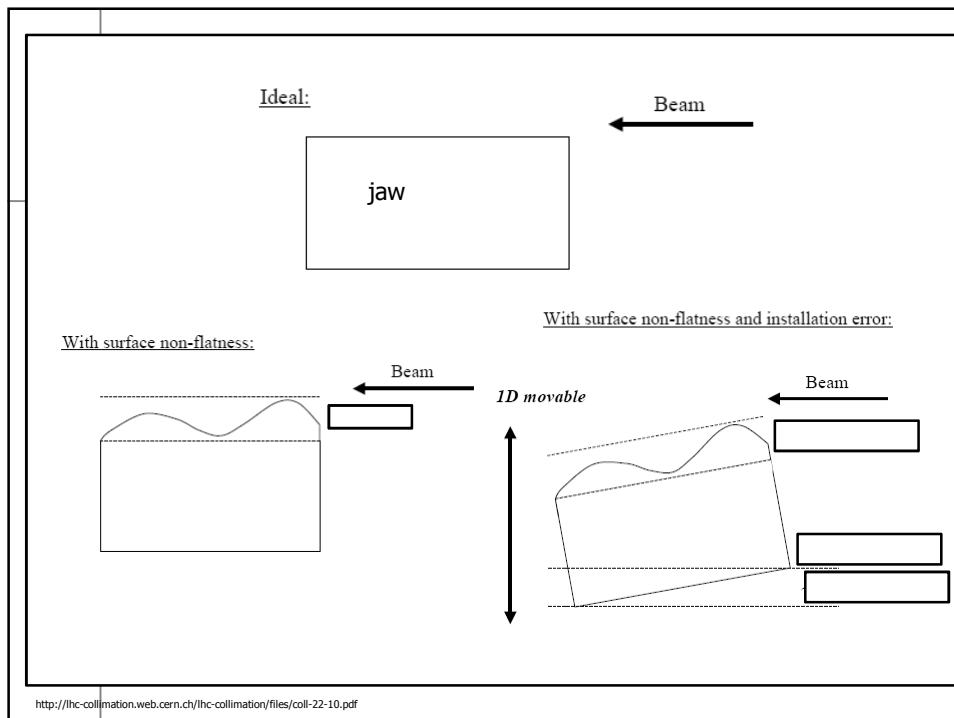 Ideal:
Beam
jaw
With surface non-flatness:
With surface non-flatness and installation error:
Beam
Beam
1D movable
http://lhc-collimation.web.cern.ch/lhc-collimation/files/coll-22-10.pdf